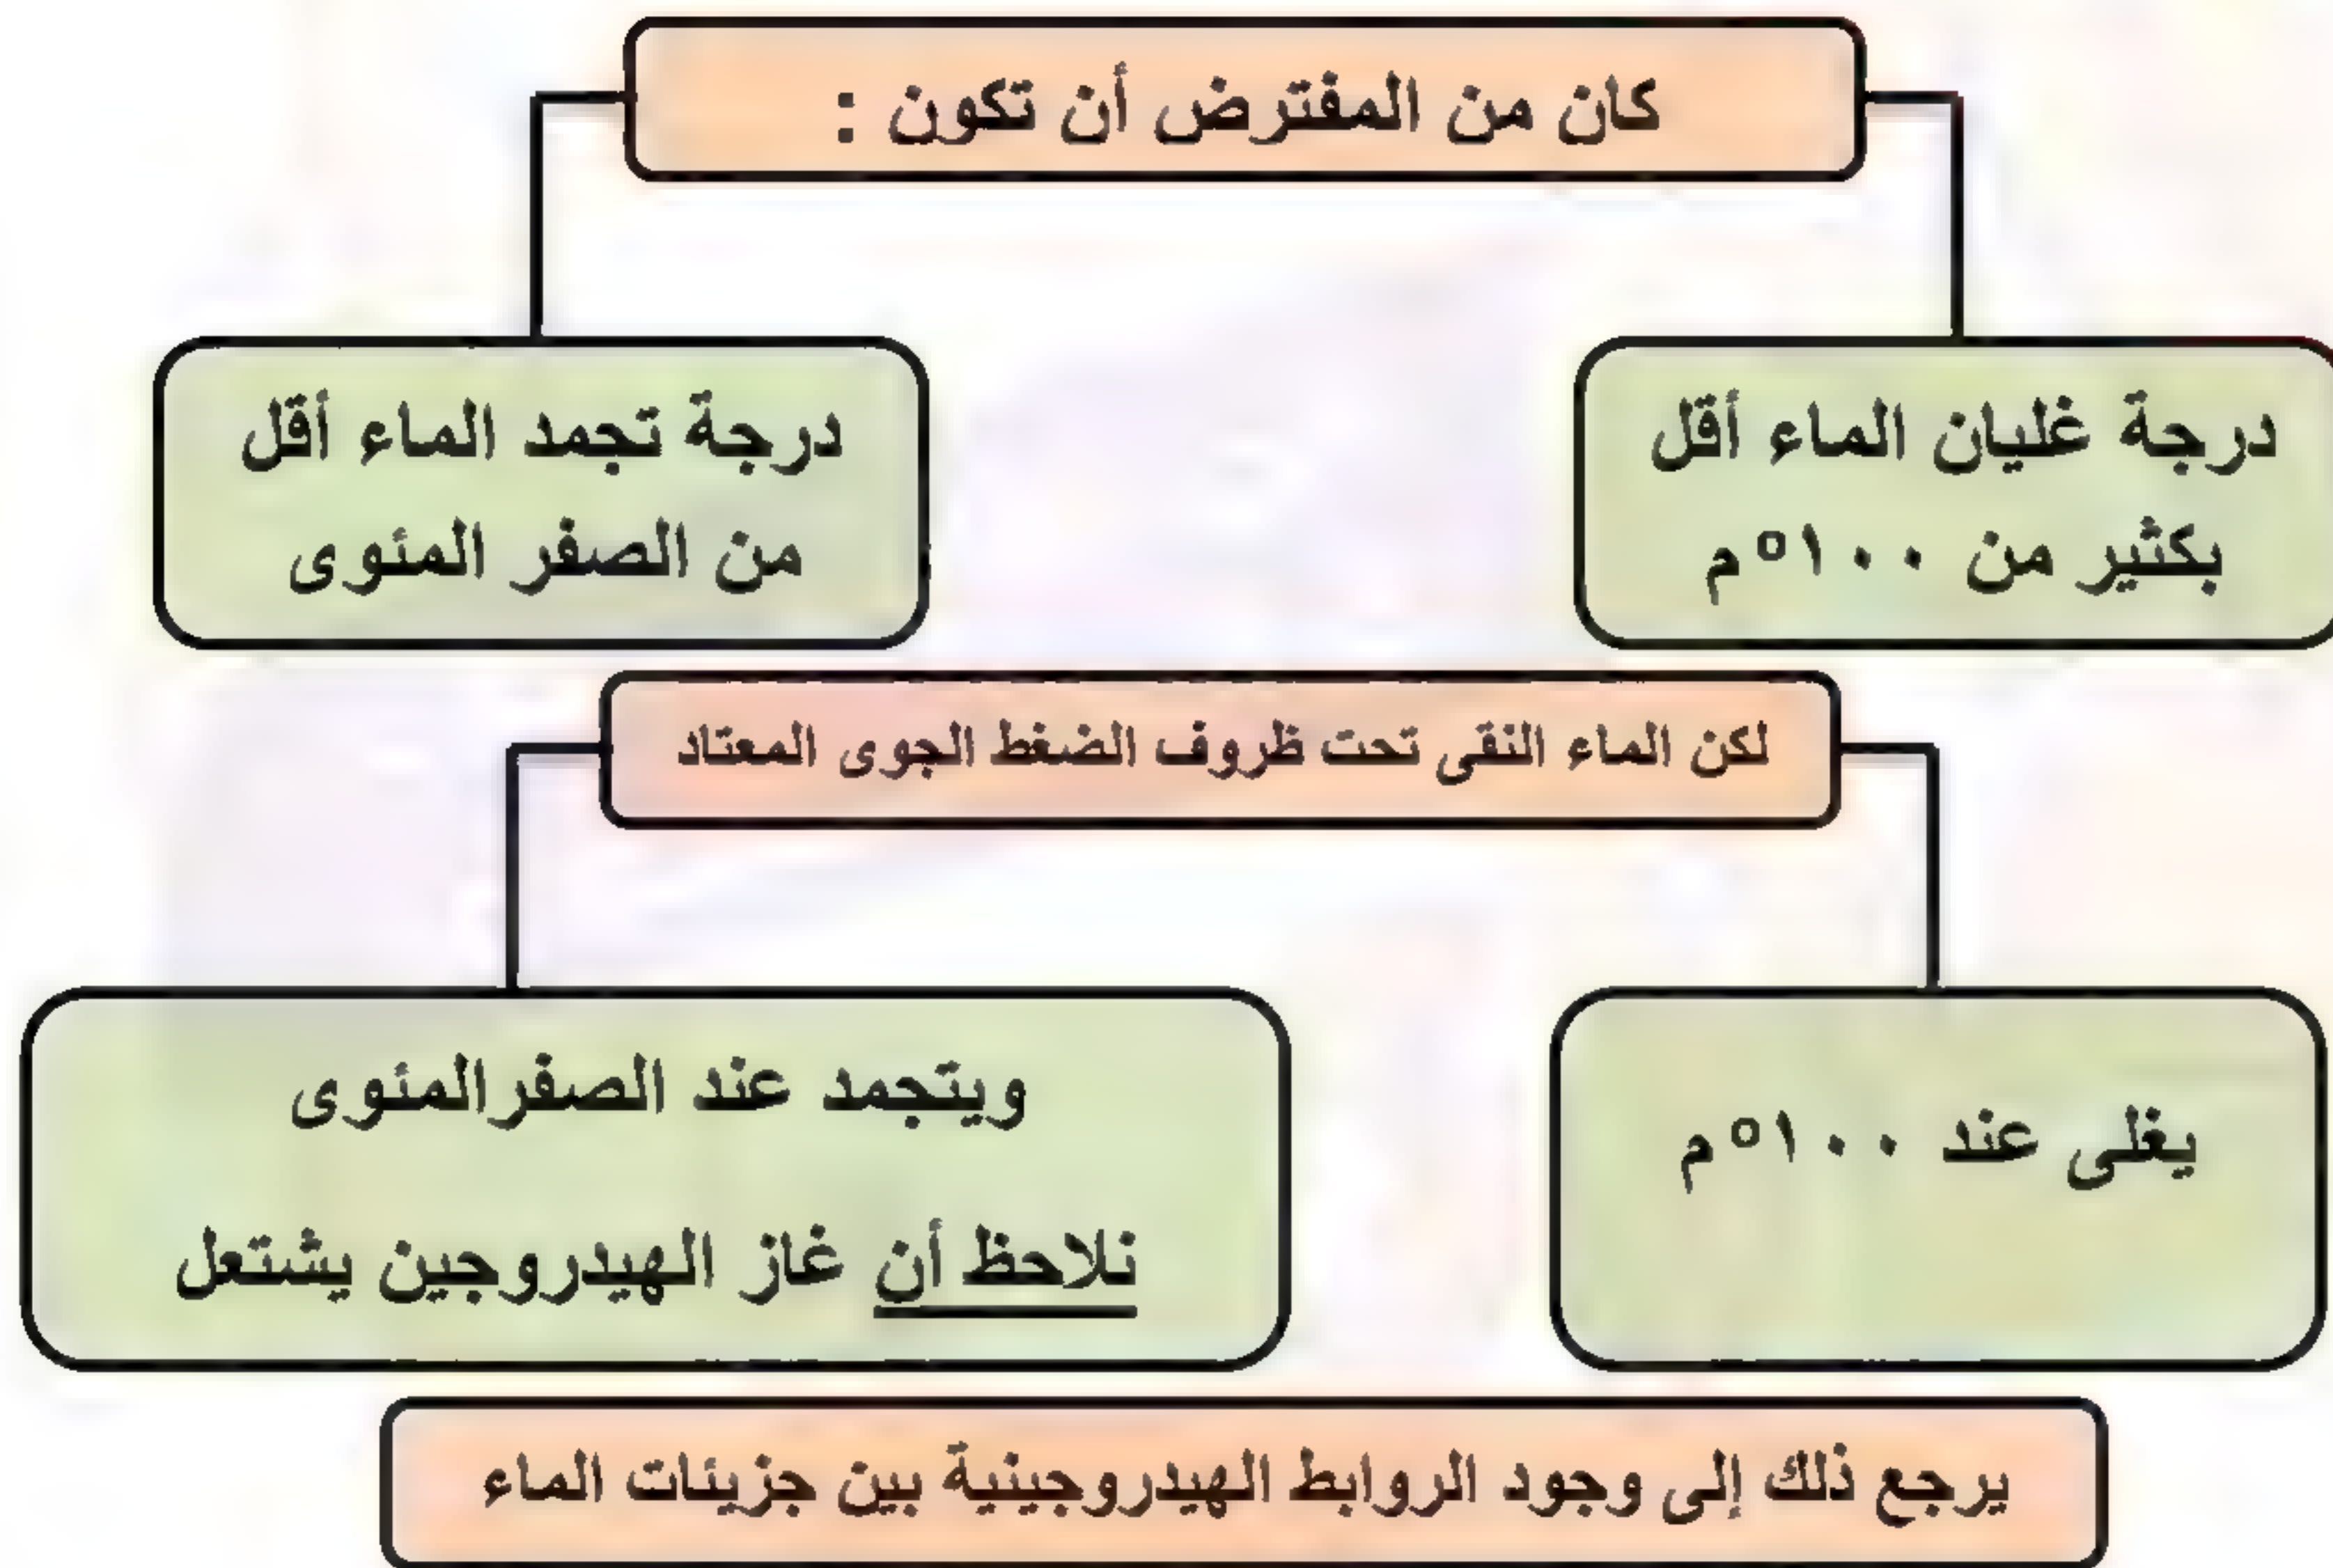 كان من المفترض أن تكون :
درجة غليان الماء أقل
بكثير من ١٠٠°م
درجة تجمد الماء أقل
من الصفر المئوى
لكن الماء النقى تحت ظروف الضغط الجوى المعتاد
يغلى عند ١٠٠°م
ويتجمد عند الصفرالمئوى
نلاحظ أن غاز الهيدروجين يشتعل
يرجع ذلك إلى وجود الروابط الهيدروجينية بين جزيئات الماء